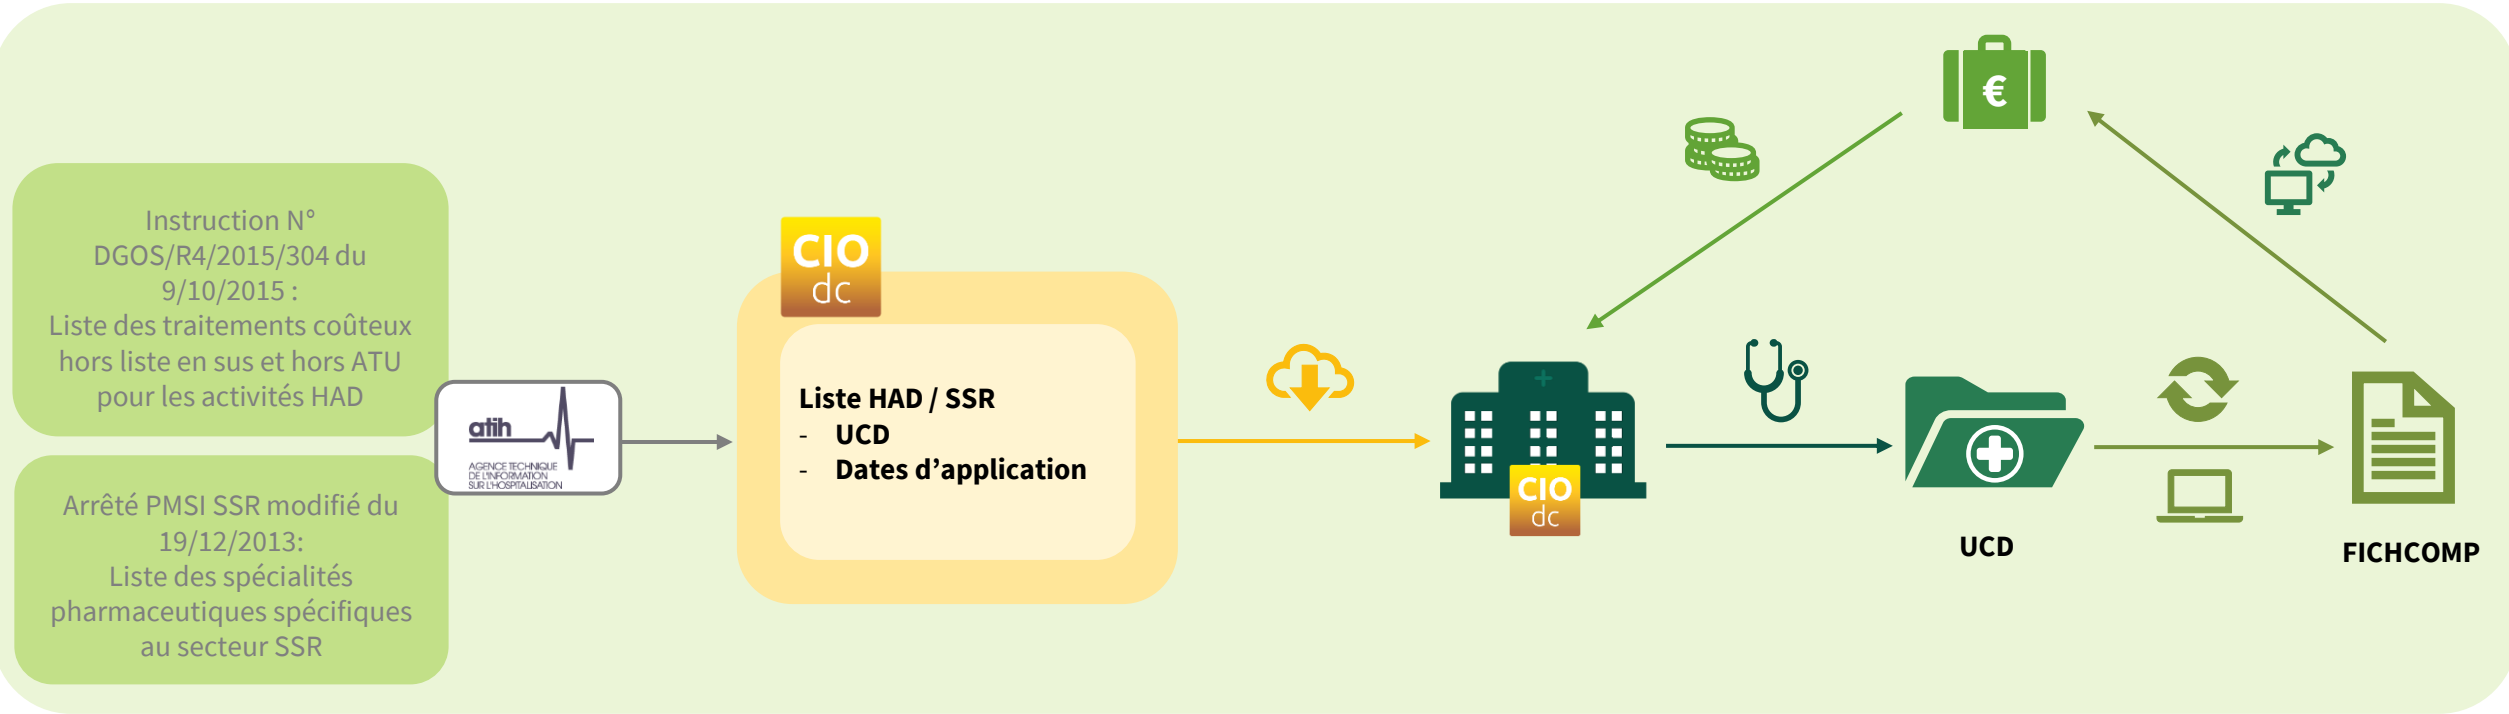 Instruction N°
DGOS/R4/2015/304 du
9/10/2015 :
Liste des traitements coûteux
hors liste en sus et hors ATU
pour les activités HAD
Arrêté PMSI SSR modifié du
19/12/2013:
Liste des spécialités
pharmaceutiques spécifiques
au secteur SSR
atih
AGENCE TECHNIQUE
DE L'INFORMATION
SUR L'HOSPITALISATION
CIO
dc
Liste HAD / SSR
- UCD
- Dates d’application
CIO
dc
€
UCD
FICHCOMP